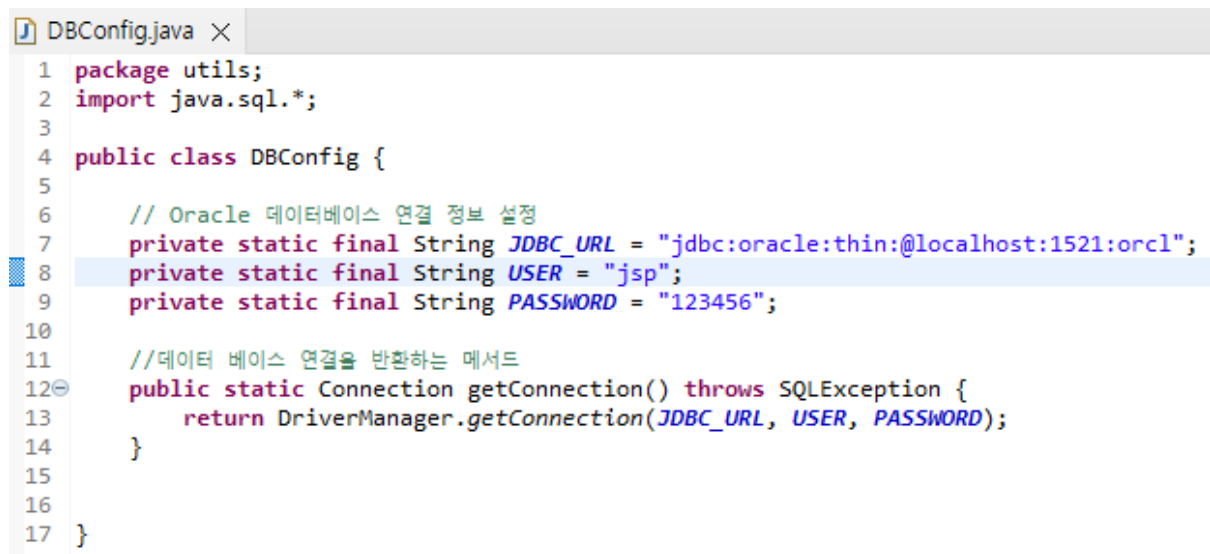 DBConfig.java
1 package utils;
2 import java.sql.*;
3
4 public class DBConfig {
5
6 // Oracle 데이터베이스 연결 정보 설정
7 private static final String JDBC_URL = "jdbc:oracle:thin:@localhost:1521:orcl";
8 private static final String USER = "jsp";
9 private static final String PASSWORD = "123456";
10
11 //데이터 베이스 연결을 반환하는 메서드
12 public static Connection getConnection() throws SQLException {
13 return DriverManager.getConnection(JDBC_URL, USER, PASSWORD);
14 }
15
16
17 }